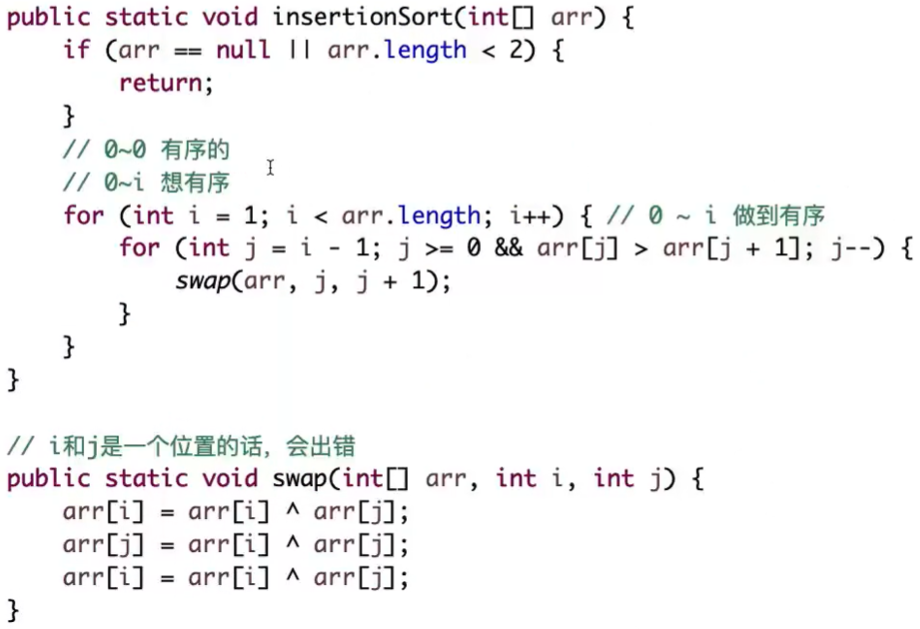 public static void insertionSort(int[] arr) {
    if (arr == null || arr.length < 2) {
        return;
    }
    // 0~0 有序的
    // 0~i 想有序
    for (int i = 1; i < arr.length; i++) { // 0 ~ i 做到有序
        for (int j = i - 1; j >= 0 && arr[j] > arr[j + 1]; j--) {
            swap(arr, j, j + 1);
        }
    }
}
// i和j是一个位置的话，会出错
public static void swap(int[] arr, int i, int j) {
    arr[i] = arr[i] ^ arr[j];
    arr[j] = arr[i] ^ arr[j];
    arr[i] = arr[i] ^ arr[j];
}